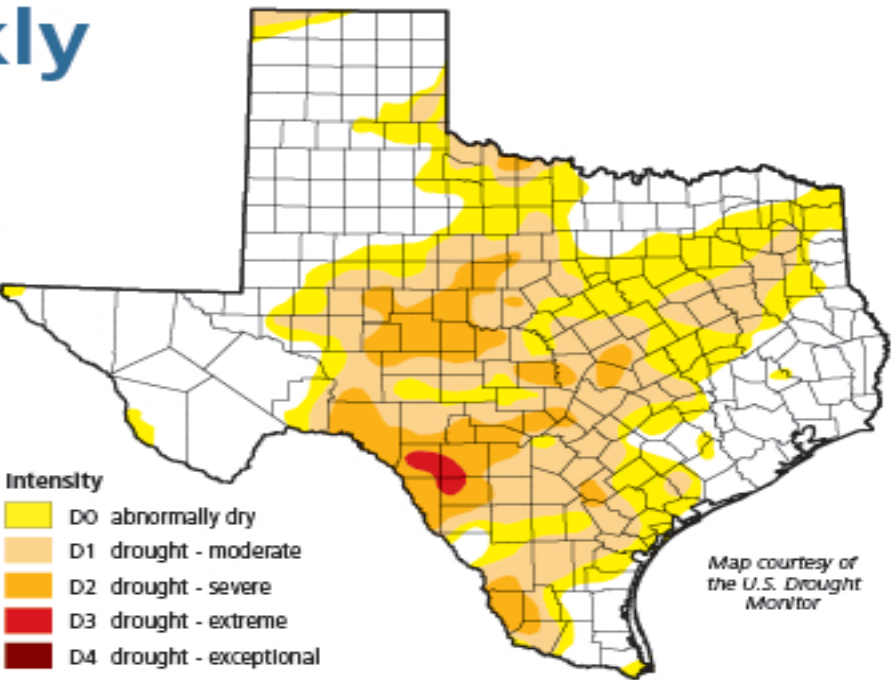 kly
Intensity
D0 abnormally dry
D1 drought - moderate
D2 drought - severe
D3 drought - extreme
D4 drought - exceptional
Map courtesy of
the U.S. Drought
Monitor